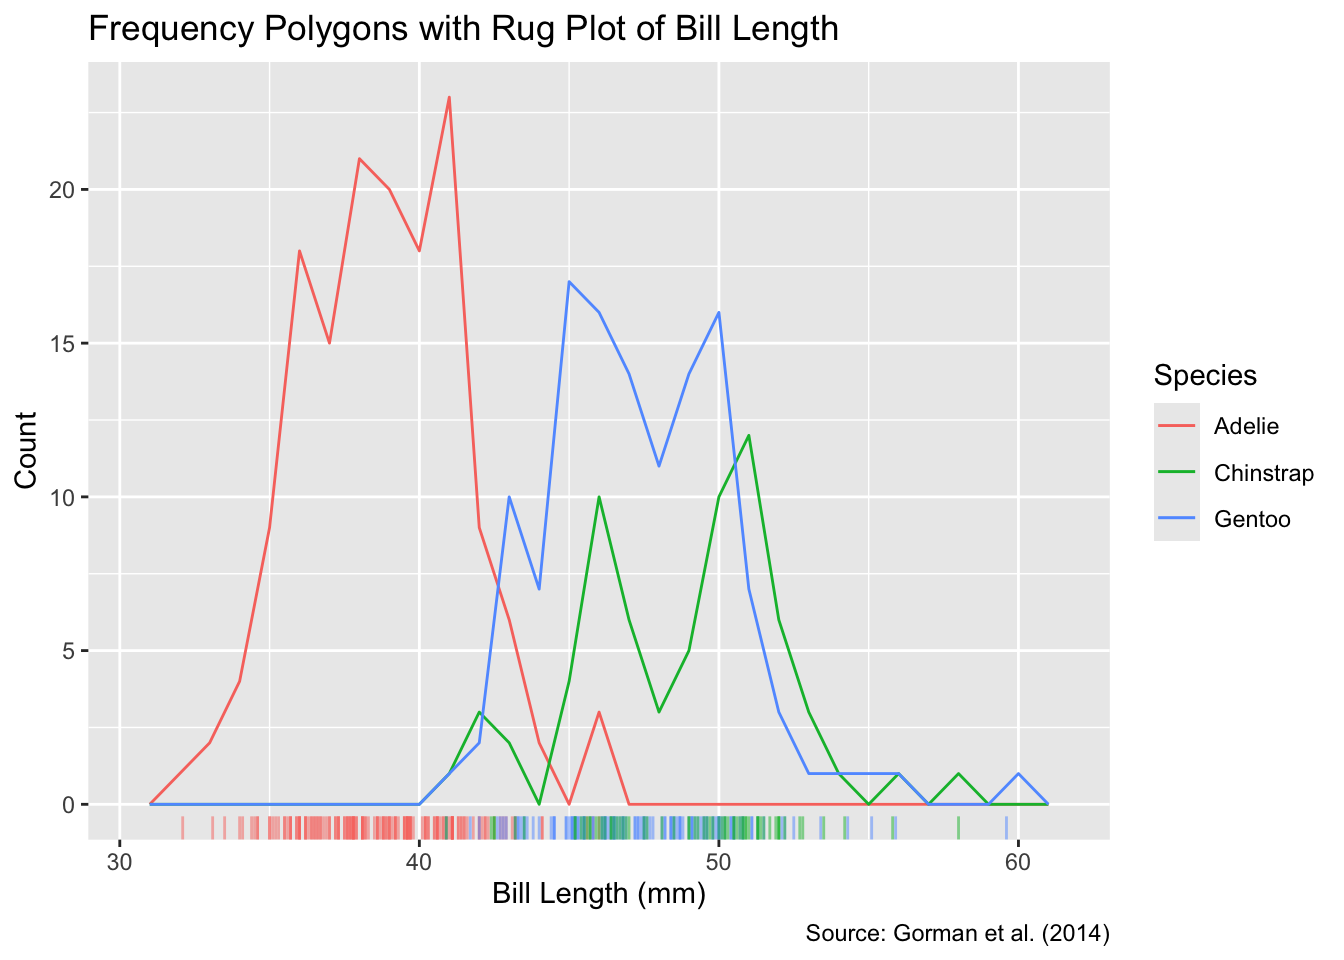 Frequency Polygons with Rug Plot of Bill Length
20
15
10
5
0
Count
30 40 50 60
Bill Length (mm)
Species
Adelie
Chinstrap
Gentoo
Source: Gorman et al. (2014)